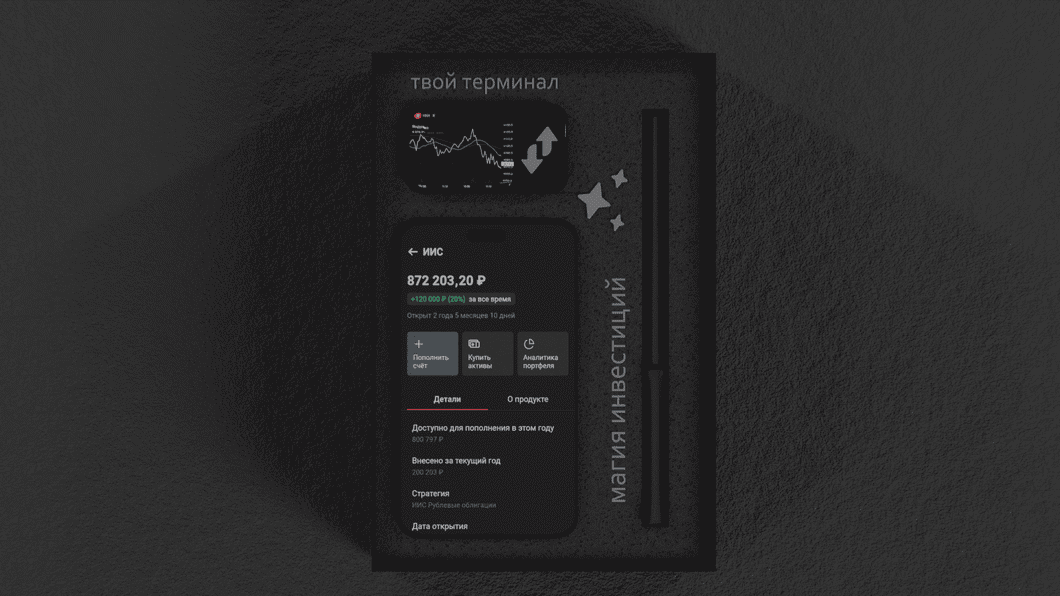 твой терминал
ИИС
872 203,20 ₽
+120 000 ₽ (20%) за все время
Открыт 2 года 5 месяцев 10 дней
Пополнить
счёт
Купить
активы
Аналитика
портфеля
Детали
О продукте
Доступно для пополнения в этом году
800 797 ₽
Внесено за текущий год
200 203 ₽
Стратегия
ИИС Рублевые облигации
Дата открытия
магия инвестиций